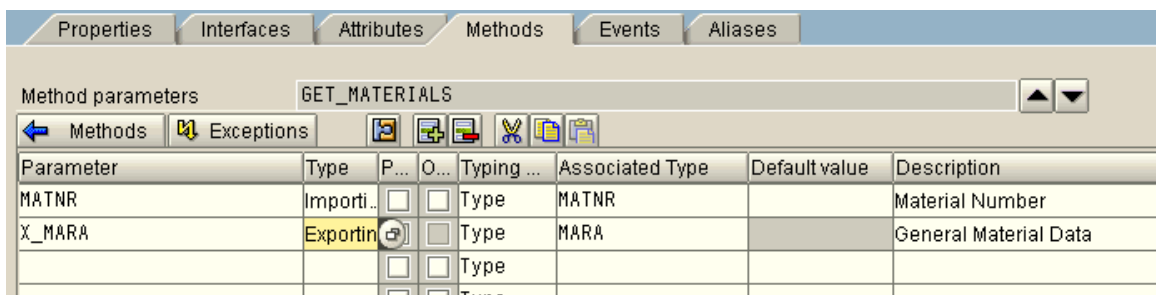 Properties Interfaces Attributes Methods Events Aliases
Method parameters GET_MATERIALS
Methods Exceptions
Parameter Type P... O... Typing ... Associated Type Default value Description
MATNR Importi.. Type MATNR Material Number
X_MARA Exportin Type MARA General Material Data
Type
Type